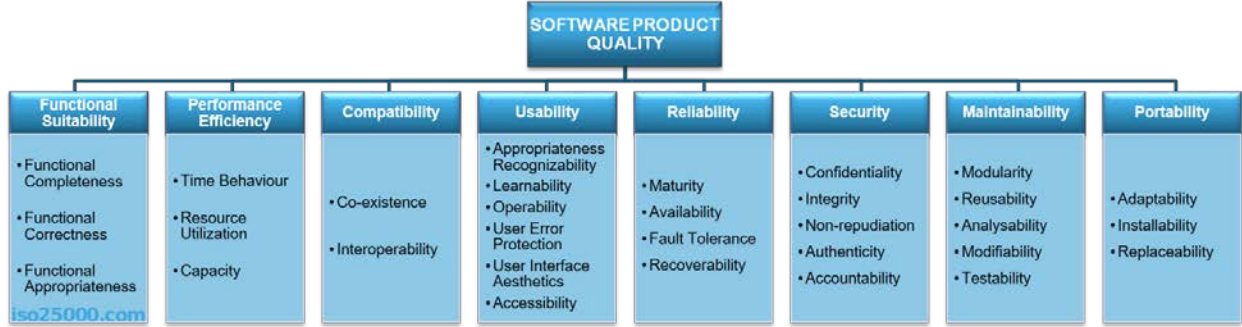 SOFTWARE PRODUCT
QUALITY
Functional
Suitability
• Functional
Completeness
• Functional
Correctness
• Functional
Appropriateness
iso25000.com
Performance
Efficiency
• Time Behaviour
• Resource
Utilization
• Capacity
Compatibility
• Co-existence
• Interoperability
Usability
• Appropriateness
Recognizability
• Learnability
• Operability
• User Error
Protection
• User Interface
Aesthetics
• Accessibility
Reliability
• Maturity
• Availability
• Fault Tolerance
• Recoverability
Security
• Confidentiality
• Integrity
• Non-repudiation
• Authenticity
• Accountability
Maintainability
• Modularity
• Reusability
• Analysability
• Modifiability
• Testability
Portability
• Adaptability
• Installability
• Replaceability